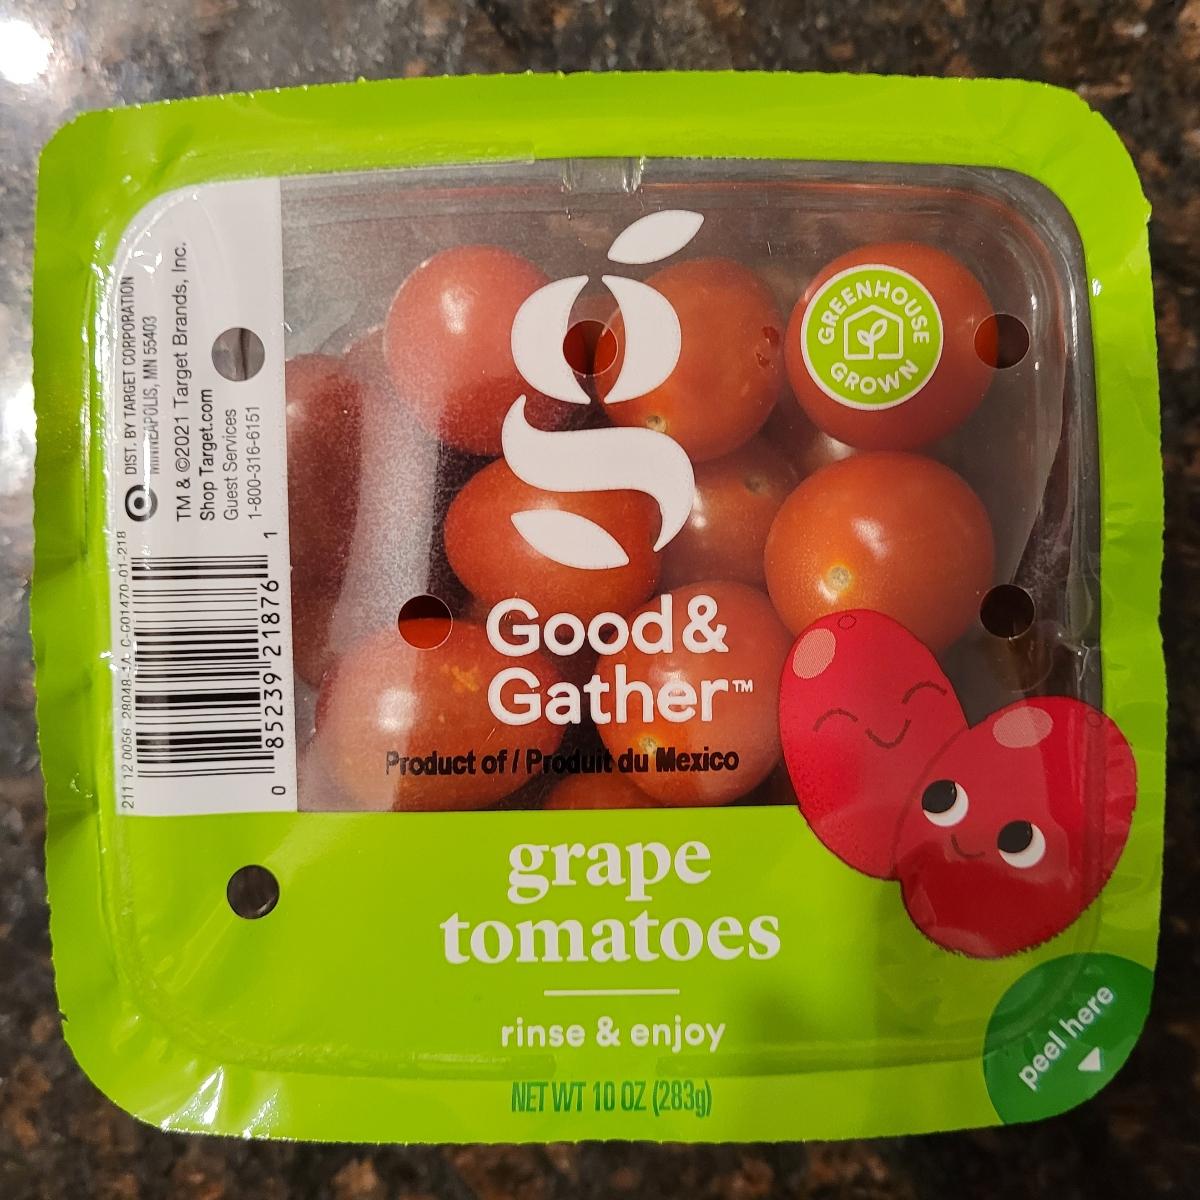 DIST. BY TARGET CORPORATION
MINNEAPOLIS, MN 55403
TM & ©2021 Target Brands, Inc.
Shop Target.com
Guest Services
1-800-316-6151
0 85239 21876 1
GREENHOUSE
GROWN
Good &
Gather™
Product of / Produit du Mexico
grape
tomatoes
rinse & enjoy
NET WT 10 OZ (283g)
peel here